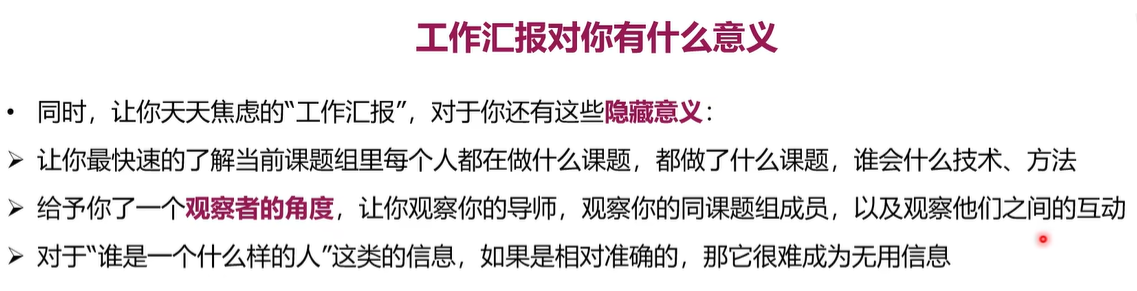 工作汇报对你有什么意义
• 同时，让你天天焦虑的“工作汇报”，对于你还有这些隐藏意义：
➢ 让你最快速的了解当前课题组里每个人都在做什么课题，都做了什么课题，谁会什么技术、方法
➢ 给予你了一个观察者的角度，让你观察你的导师，观察你的同课题组成员，以及观察他们之间的互动
➢ 对于“谁是一个什么样的人”这类的信息，如果是相对准确的，那它很难成为无用信息